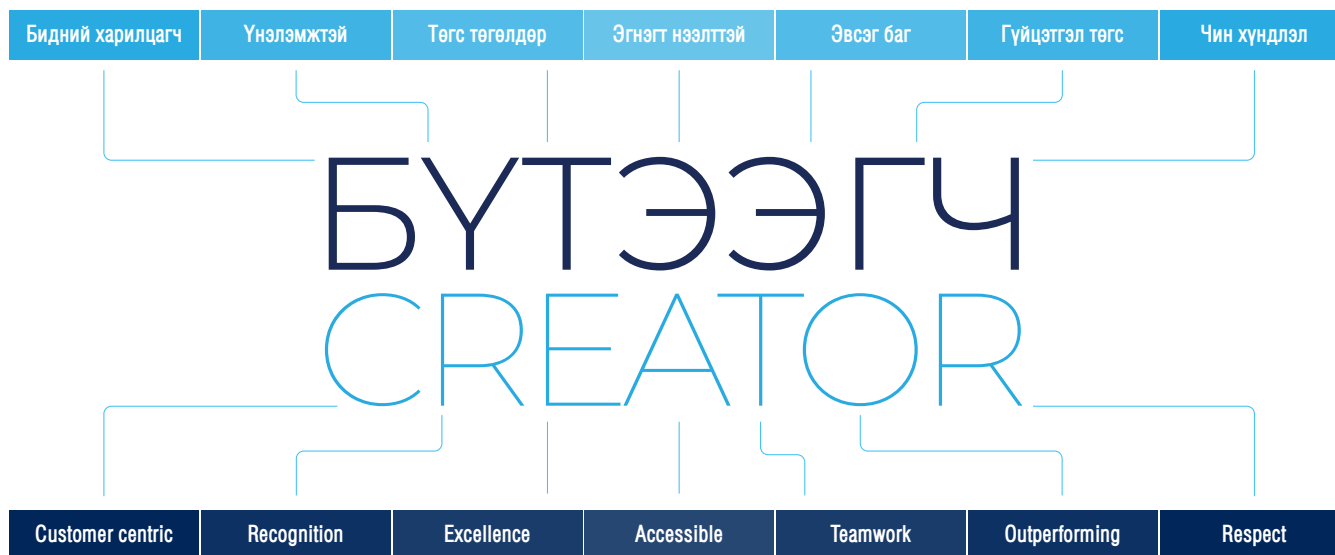 Бидний харилцагч Үнэлэмжтэй Төгс төгөлдөр Эгнэгт нээлттэй Эвсэг баг Гүйцэтгэл төгс Чин хүндлэл
БҮТЭЭГЧ
CREATOR
Customer centric Recognition Excellence Accessible Teamwork Outperforming Respect